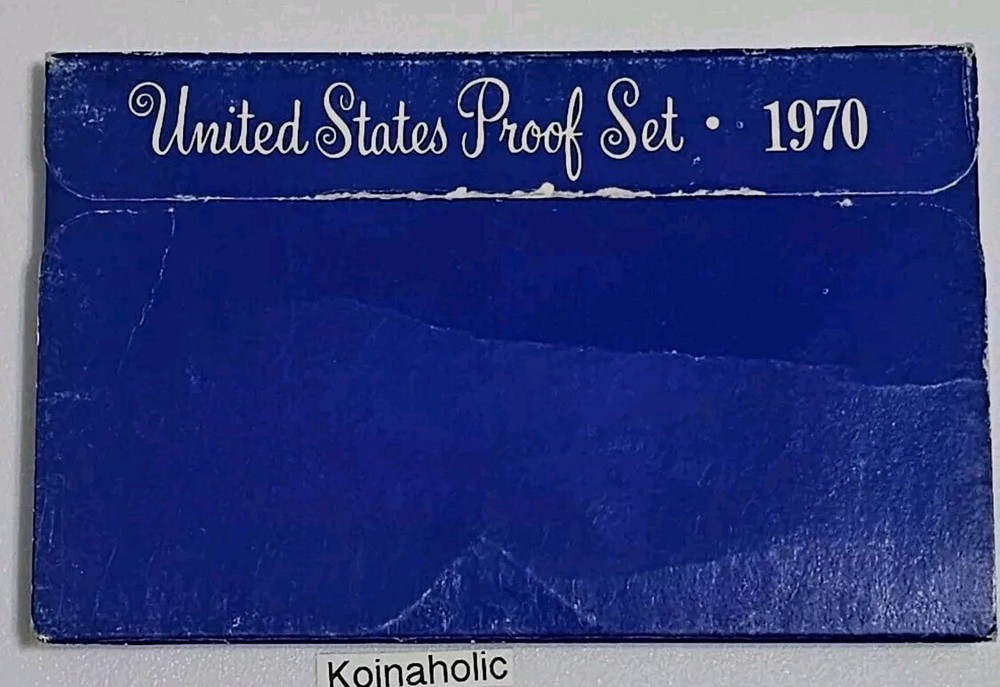 United States Proof Set • 1970
Koinaholic